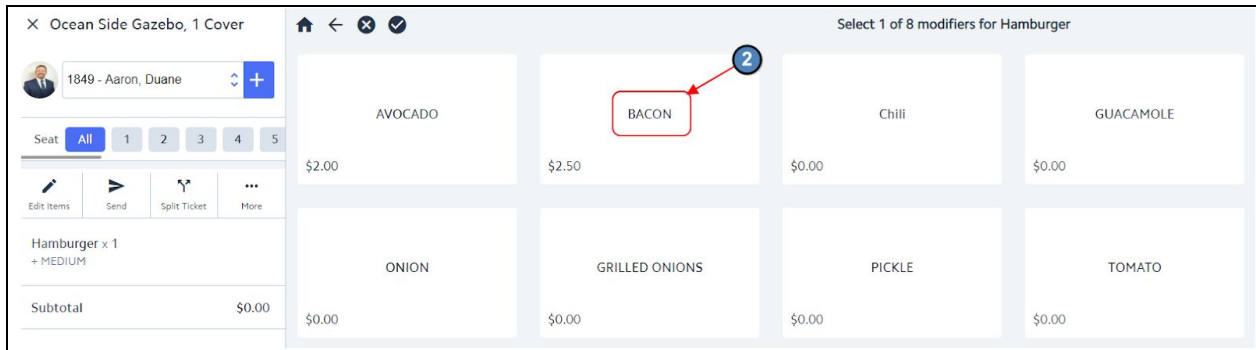 × Ocean Side Gazebo, 1 Cover
Select 1 of 8 modifiers for Hamburger
1849 - Aaron, Duane
+
2
Seat All 1 2 3 4 5
Edit Items Send Split Ticket More
Hamburger x 1
+ MEDIUM
Subtotal $0.00
AVOCADO BACON Chili GUACAMOLE
$2.00 $2.50 $0.00 $0.00
ONION GRILLED ONIONS PICKLE TOMATO
$0.00 $0.00 $0.00 $0.00